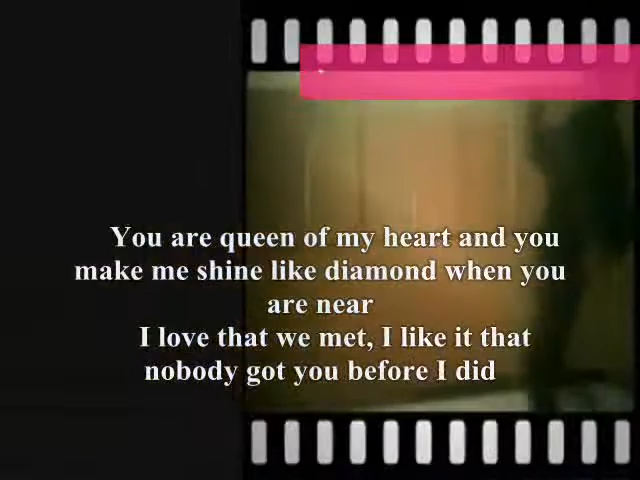 You are queen of my heart and you
make me shine like diamond when you
are near
I love that we met, I like it that
nobody got you before I did